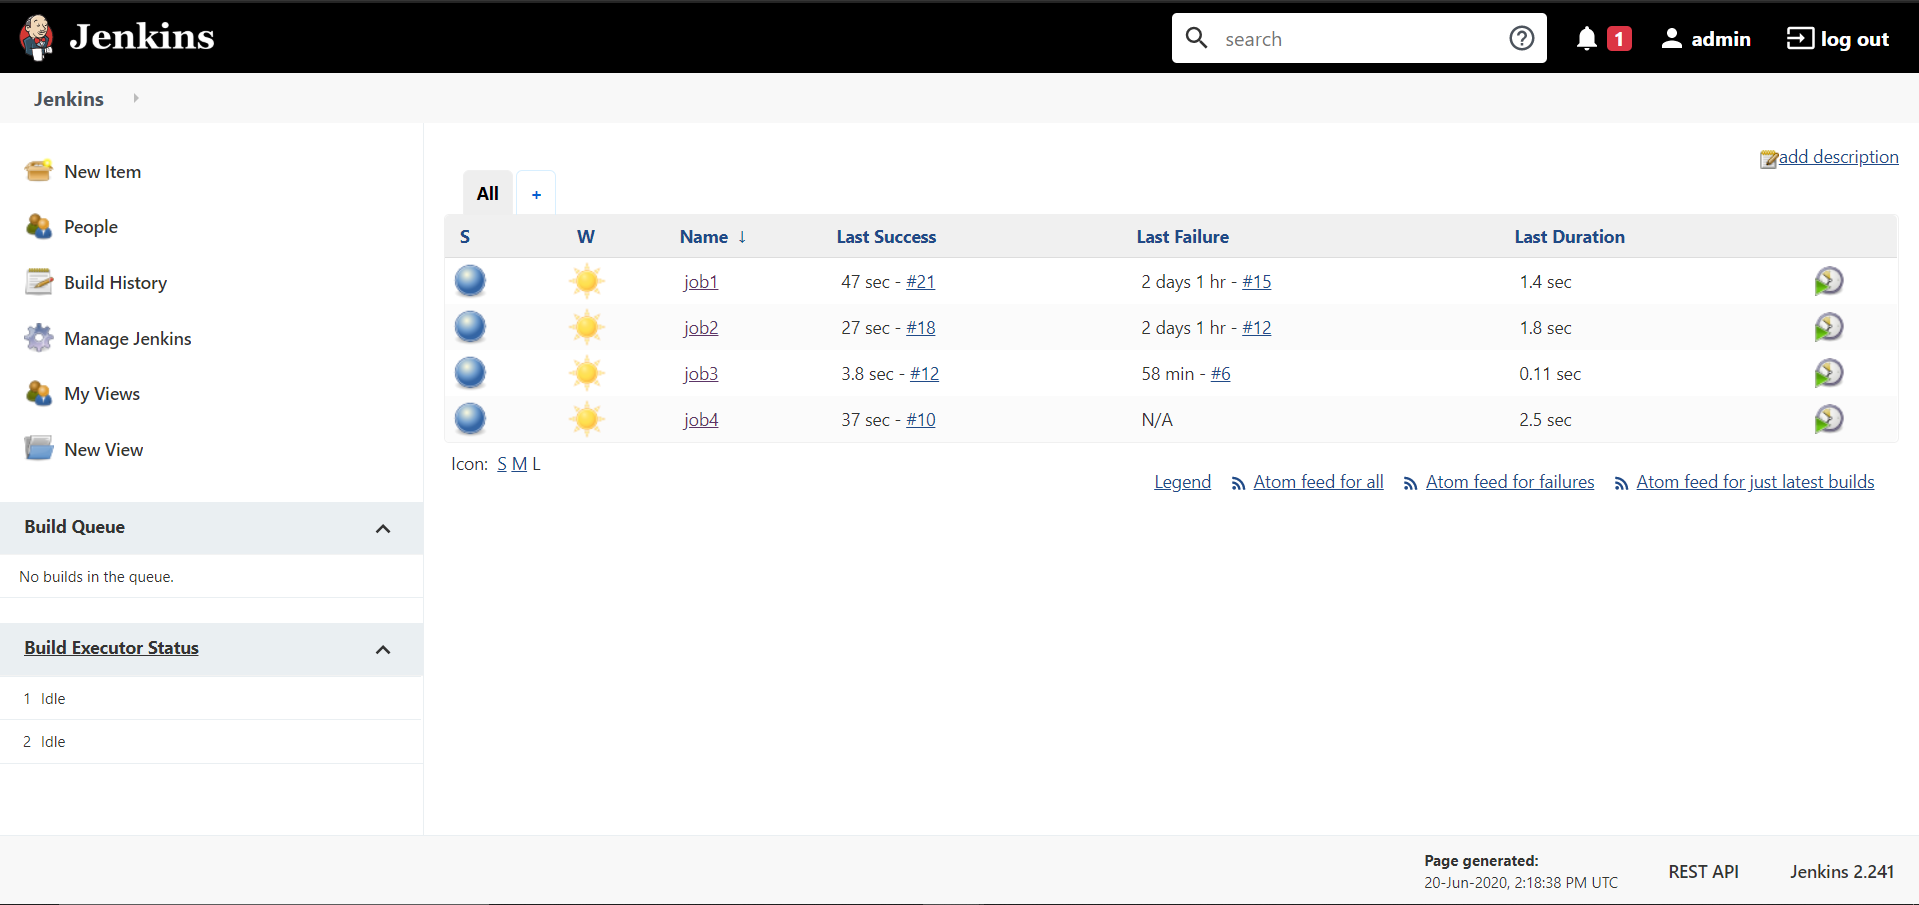 Jenkins
search
1
admin
log out
Jenkins
New Item
People
Build History
Manage Jenkins
My Views
New View
Build Queue
No builds in the queue.
Build Executor Status
1 Idle
2 Idle
add description
All +
S W Name ↓ Last Success Last Failure Last Duration
job1 47 sec - #21 2 days 1 hr - #15 1.4 sec
job2 27 sec - #18 2 days 1 hr - #12 1.8 sec
job3 3.8 sec - #12 58 min - #6 0.11 sec
job4 37 sec - #10 N/A 2.5 sec
Icon: S M L
Legend Atom feed for all Atom feed for failures Atom feed for just latest builds
Page generated:
20-Jun-2020, 2:18:38 PM UTC
REST API
Jenkins 2.241